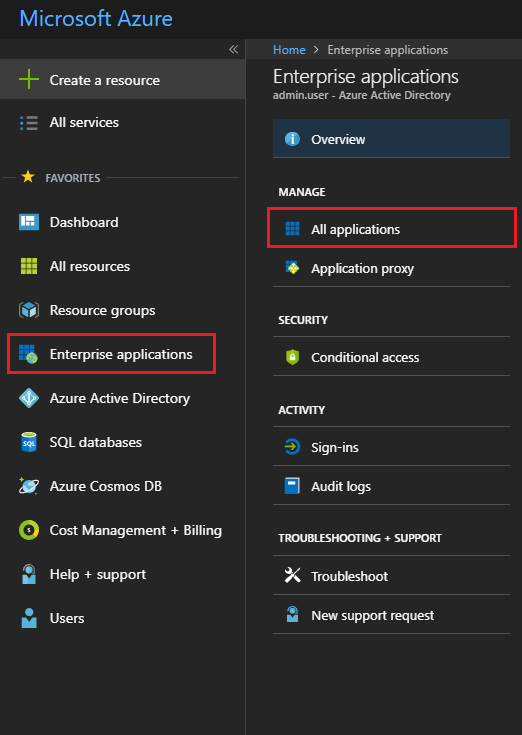 Microsoft Azure
«
Create a resource
All services
FAVORITES
Dashboard
All resources
Resource groups
Enterprise applications
Azure Active Directory
SQL
SQL databases
Azure Cosmos DB
$
Cost Management + Billing
Help + support
Users
Home > Enterprise applications
Enterprise applications
admin.user - Azure Active Directory
i
Overview
MANAGE
All applications
Application proxy
SECURITY
Conditional access
ACTIVITY
Sign-ins
Audit logs
TROUBLESHOOTING + SUPPORT
Troubleshoot
New support request